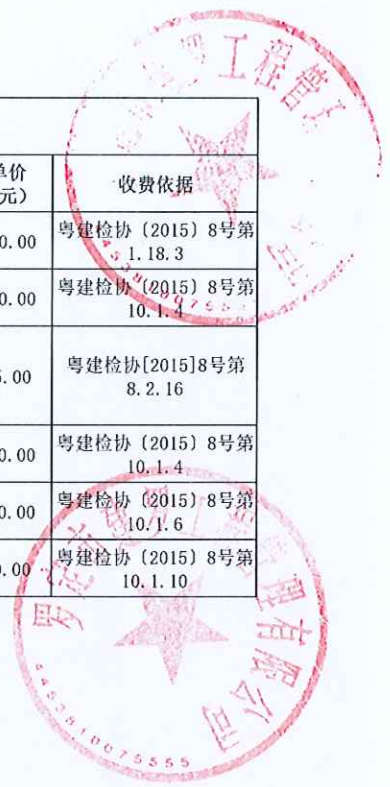 单价
元）
收费依据
0.00
粤建检协〔2015〕8号第
1.18.3
0.00
粤建检协〔2015〕8号第
10.1.4
5.00
粤建检协[2015]8号第
8.2.16
0.00
粤建检协〔2015〕8号第
10.1.4
0.00
粤建检协〔2015〕8号第
10.1.6
0.00
粤建检协〔2015〕8号第
10.1.10
工程管
司
管理有限公司
4453810075555